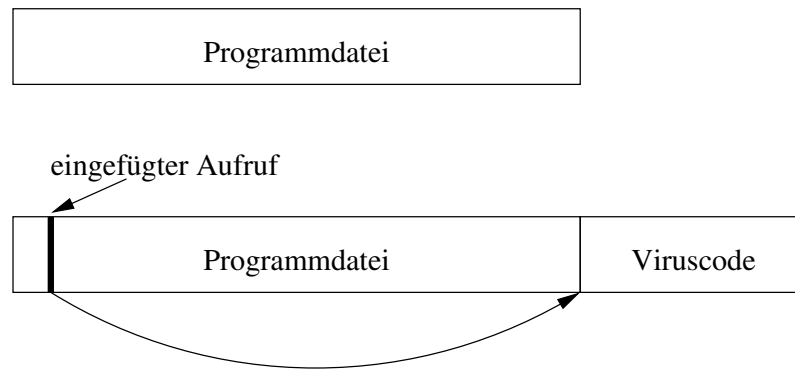 Programmdatei
eingefügter Aufruf
Programmdatei
Viruscode